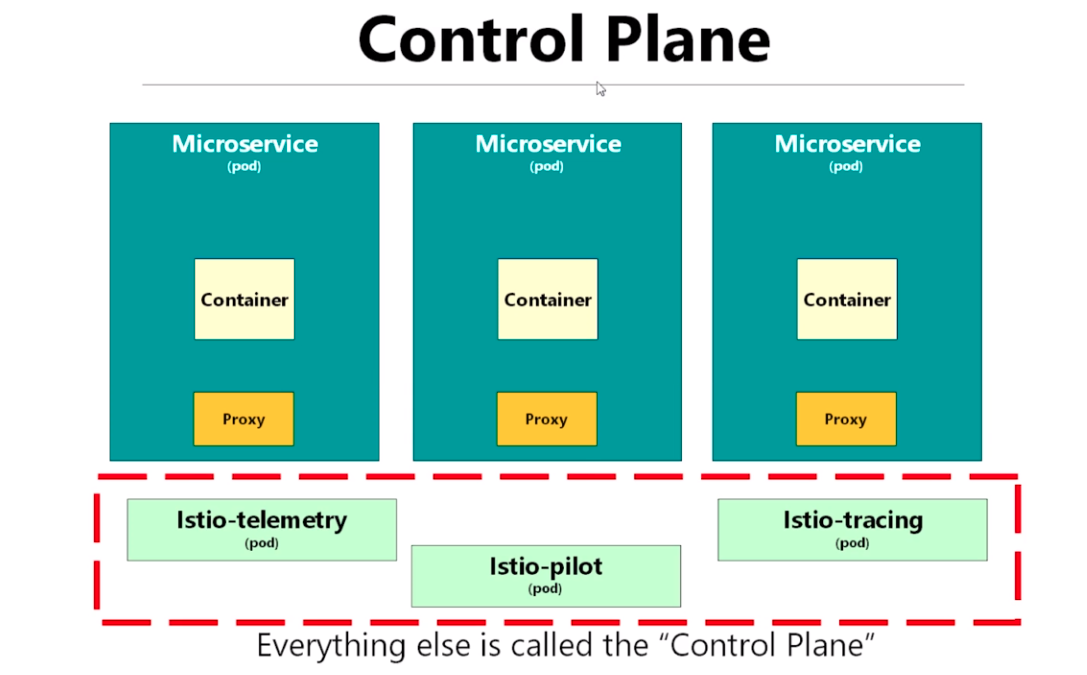 Control Plane
Microservice
(pod)
Container
Proxy
Microservice
(pod)
Container
Proxy
Microservice
(pod)
Container
Proxy
Istio-telemetry
(pod)
Istio-pilot
(pod)
Istio-tracing
(pod)
Everything else is called the “Control Plane”